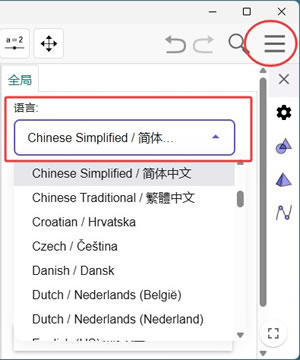 a=2
全局
语言:
Chinese Simplified / 简体…
Chinese Simplified / 简体中文
Chinese Traditional / 繁體中文
Croatian / Hrvatska
Czech / Čeština
Danish / Dansk
Dutch / Nederlands (België)
Dutch / Nederlands (Nederland)